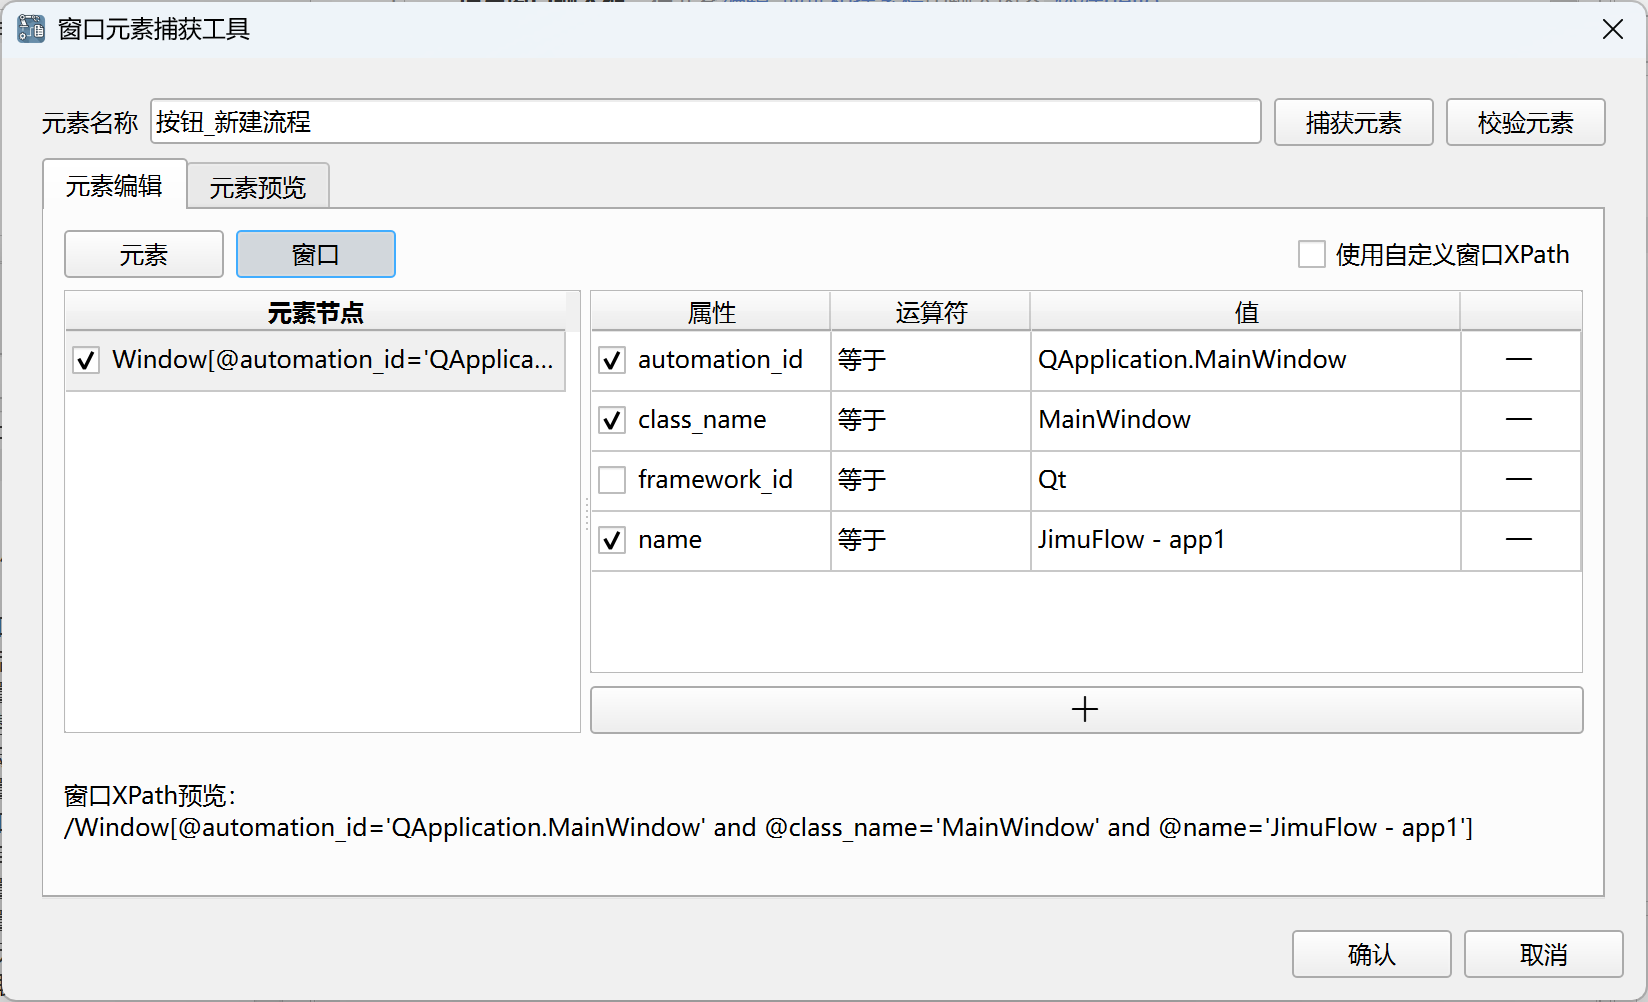 窗口元素捕获工具
元素名称 按钮_新建流程 捕获元素 校验元素
元素编辑 元素预览
元素 窗口 使用自定义窗口XPath
元素节点 属性 运算符 值
Window[@automation_id='QApplica... automation_id 等于 QApplication.MainWindow
class_name 等于 MainWindow
framework_id 等于 Qt
name 等于 JimuFlow - app1
窗口XPath预览:
/Window[@automation_id='QApplication.MainWindow' and @class_name='MainWindow' and @name='JimuFlow - app1']
确认 取消